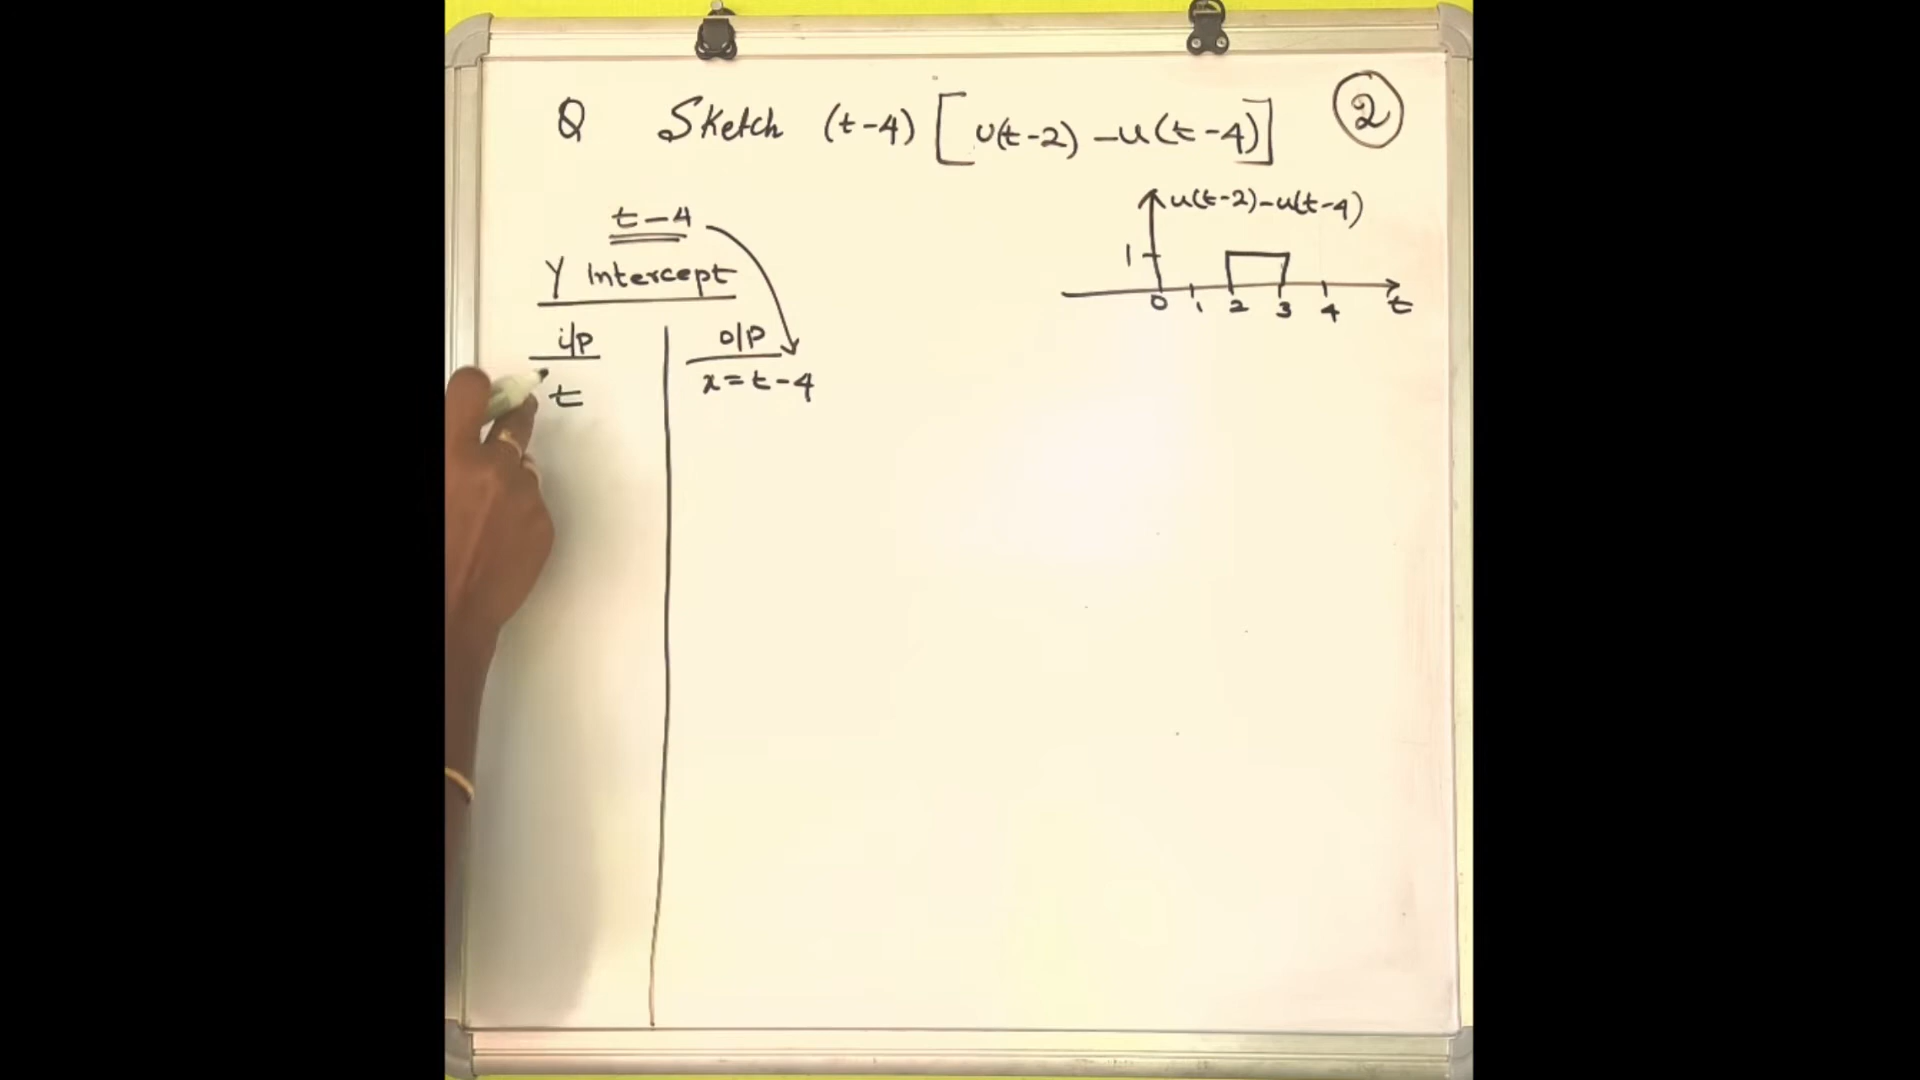 Q Sketch (t-4) [u(t-2) -u(t-4)] 2
t-4
Y Intercept
i/p o/p
t x=t-4
u(t-2)-u(t-4)
1
0 1 2 3 4 t